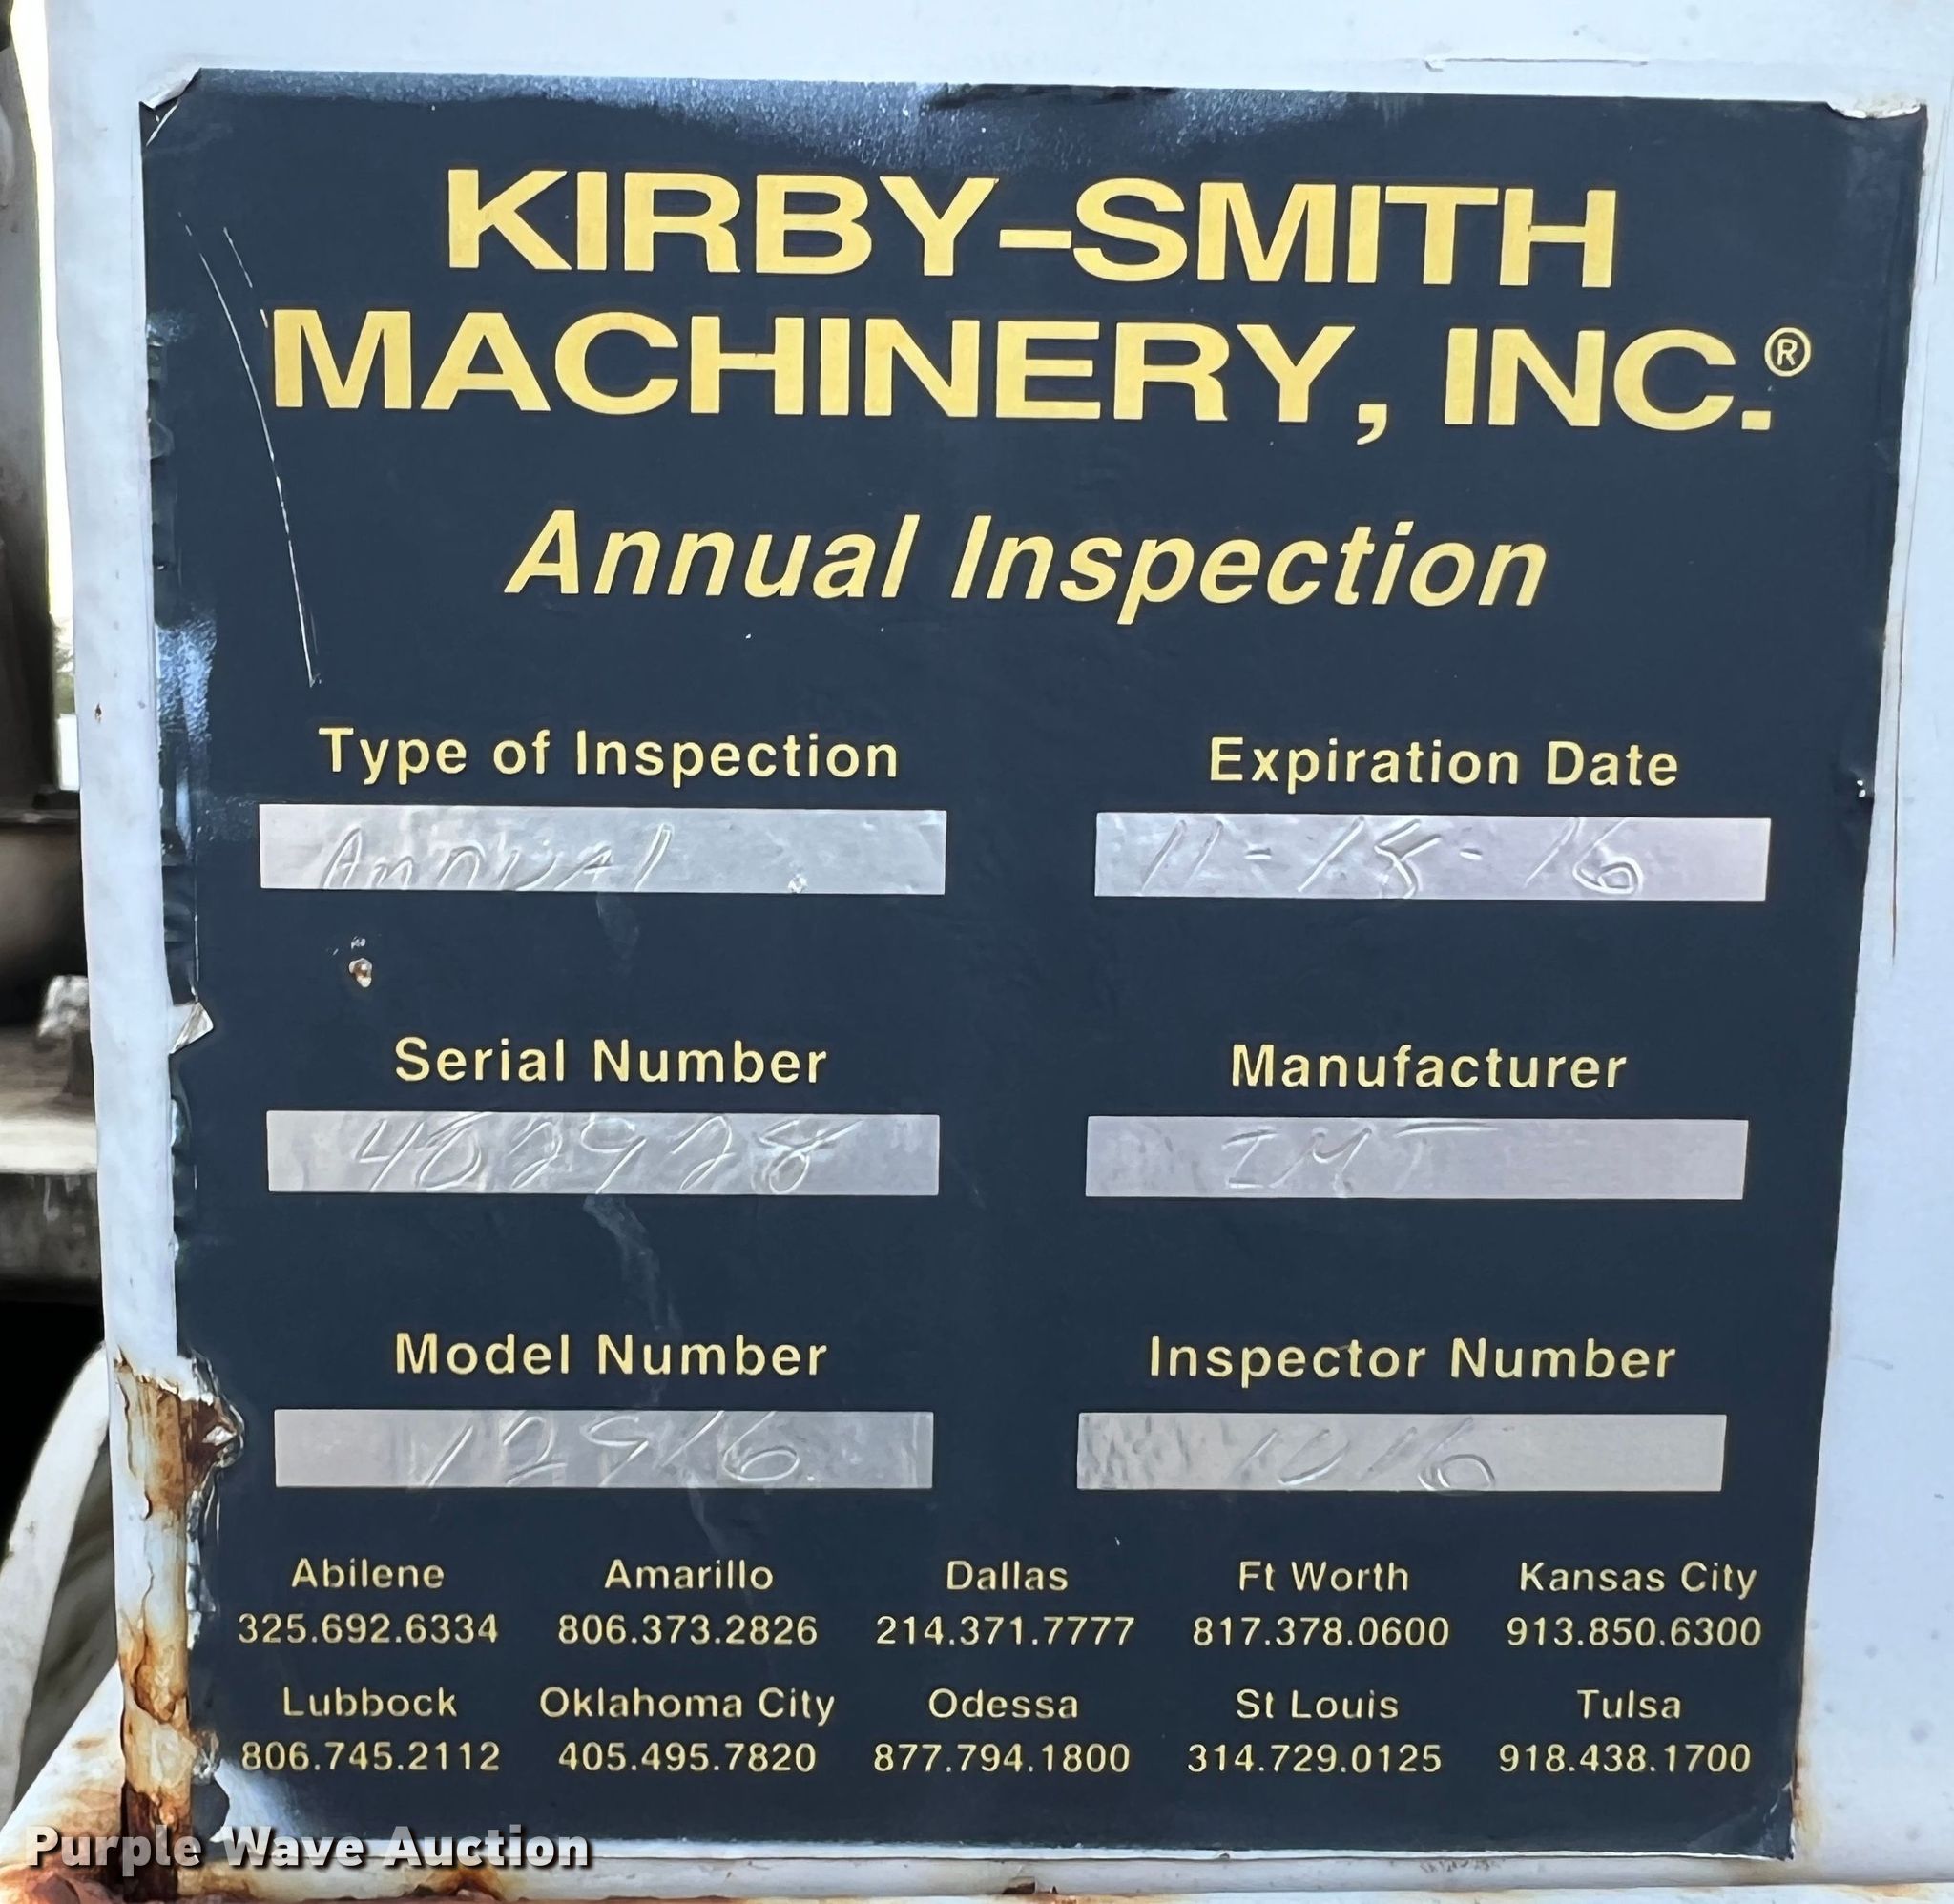 KIRBY-SMITH
MACHINERY, INC.®
Annual Inspection
Type of Inspection Expiration Date
Annual 11-18-16
Serial Number Manufacturer
IMT
Model Number Inspector Number
1016
Abilene Amarillo Dallas Ft Worth Kansas City
325.692.6334 806.373.2826 214.371.7777 817.378.0600 913.850.6300
Lubbock Oklahoma City Odessa St Louis Tulsa
806.745.2112 405.495.7820 877.794.1800 314.729.0125 918.438.1700
Purple Wave Auction